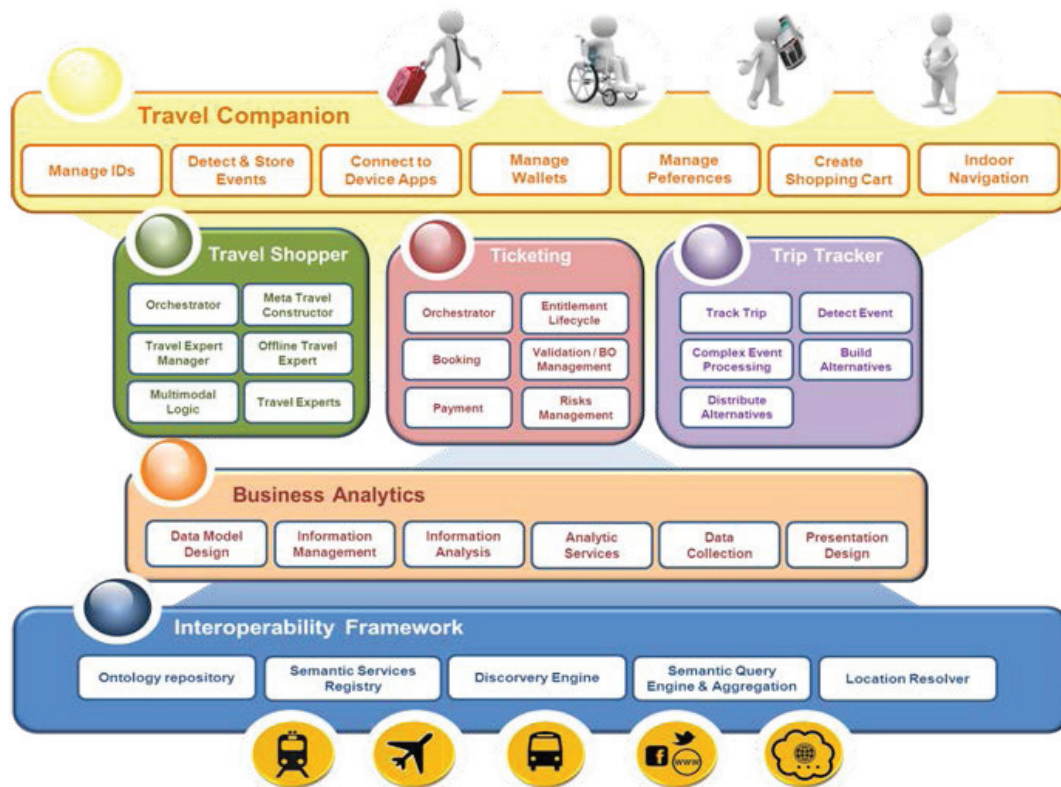 Travel Companion
Manage IDs
Detect & Store
Events
Connect to
Device Apps
Manage
Wallets
Manage
Peferences
Create
Shopping Cart
Indoor
Navigation
Travel Shopper
Orchestrator
Meta Travel
Constructor
Travel Expert
Manager
Offline Travel
Expert
Multimodal
Logic
Travel Experts
Ticketing
Orchestrator
Entitlement
Lifecycle
Booking
Validation / BO
Management
Payment
Risks
Management
Trip Tracker
Track Trip
Detect Event
Complex Event
Processing
Build
Alternatives
Distribute
Alternatives
Business Analytics
Data Model
Design
Information
Management
Information
Analysis
Analytic
Services
Data
Collection
Presentation
Design
Interoperability Framework
Ontology repository
Semantic Services
Registry
Discorvery Engine
Semantic Query
Engine & Aggregation
Location Resolver
f
www